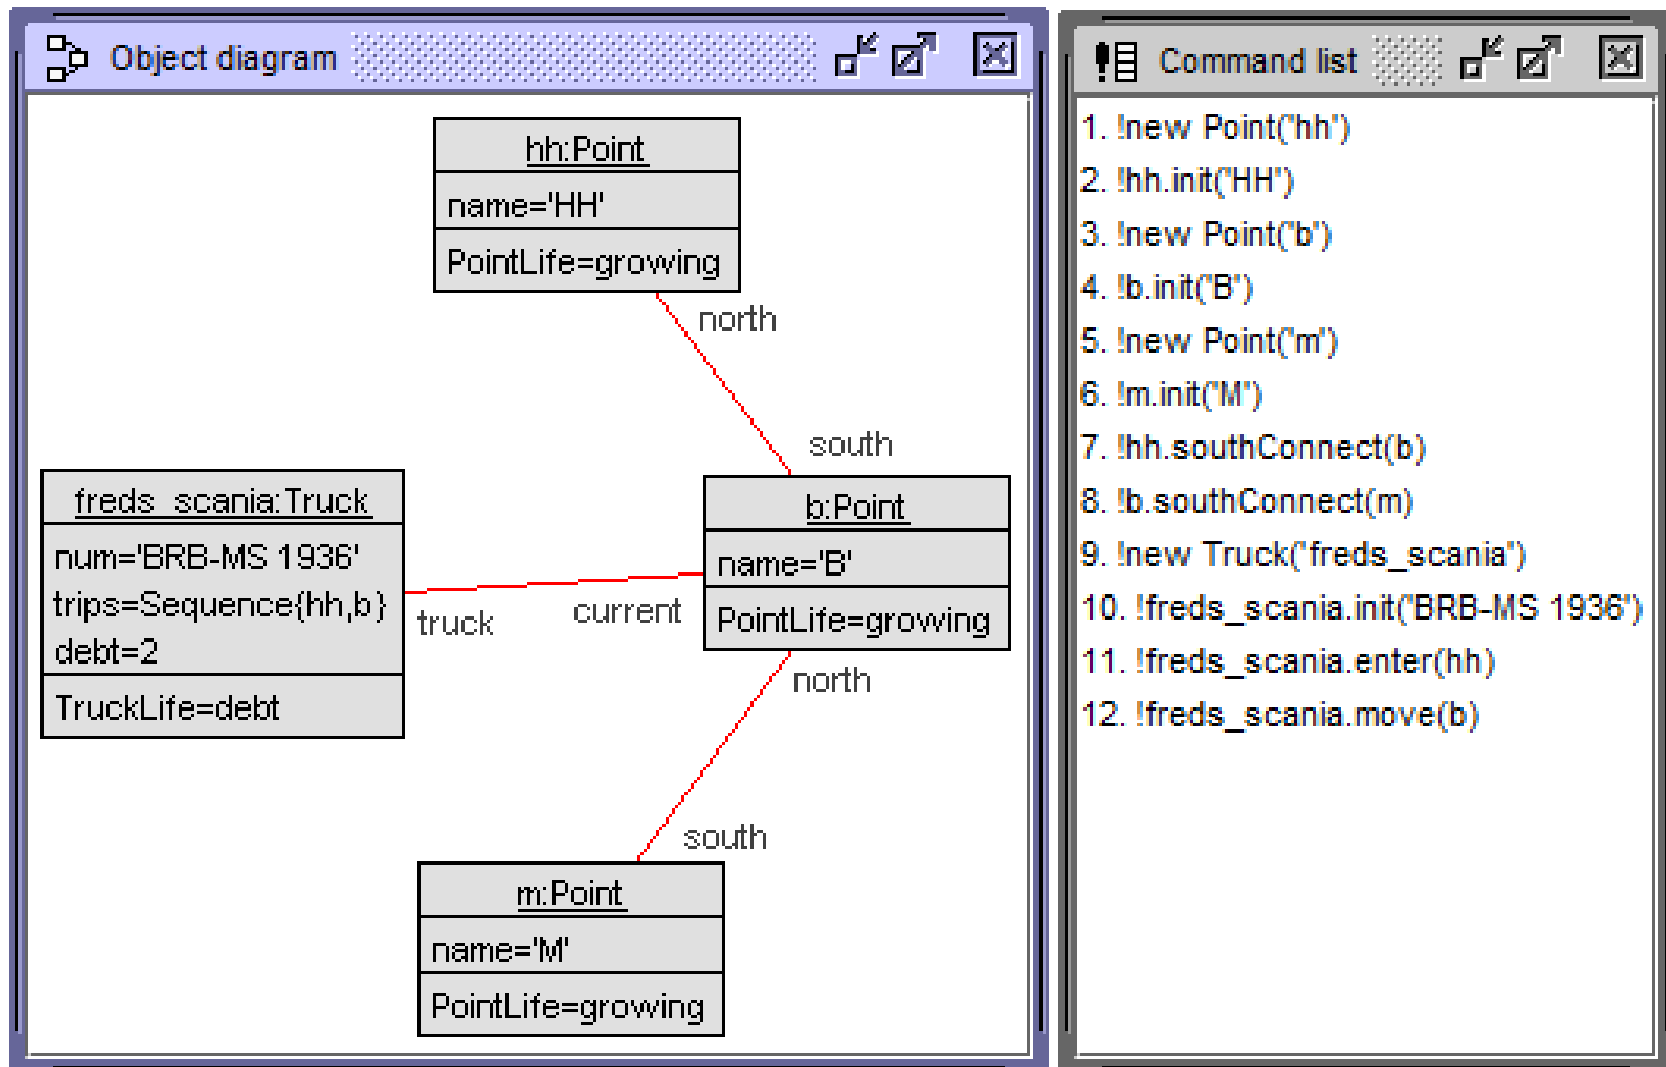 Object diagram
hh:Point
name='HH'
PointLife=growing
north
south
freds_scania:Truck
num='BRB-MS 1936'
trips=Sequence{hh,b}
debt=2
TruckLife=debt
truck
current
b:Point
name='B'
PointLife=growing
north
south
m:Point
name='M'
PointLife=growing
Command list
1. !new Point('hh')
2. !hh.init('HH')
3. !new Point('b')
4. !b.init('B')
5. !new Point('m')
6. !m.init('M')
7. !hh.southConnect(b)
8. !b.southConnect(m)
9. !new Truck('freds_scania')
10. !freds_scania.init('BRB-MS 1936')
11. !freds_scania.enter(hh)
12. !freds_scania.move(b)